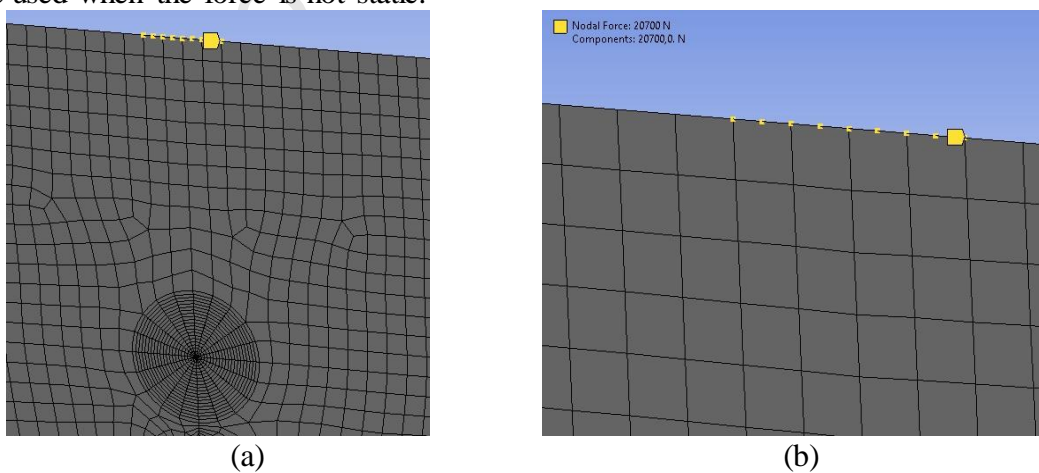 used when the force is not static.
Nodal Force: 20700 N
Components: 20700,0. N
(a)
(b)